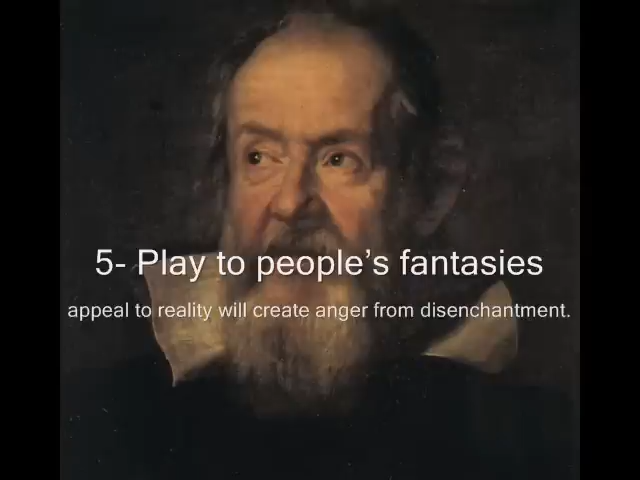 5- Play to people’s fantasies
appeal to reality will create anger from disenchantment.